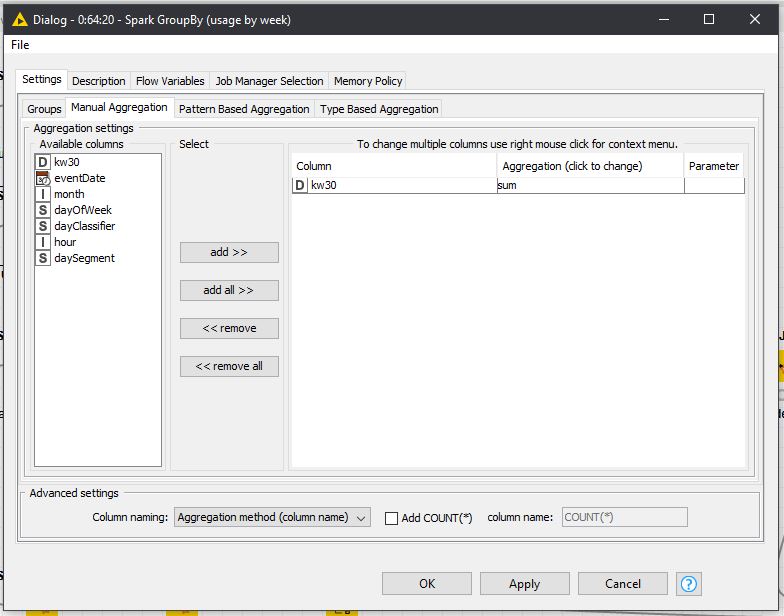 Dialog - 0:64:20 - Spark GroupBy (usage by week)
File
Settings Description Flow Variables Job Manager Selection Memory Policy
Groups Manual Aggregation Pattern Based Aggregation Type Based Aggregation
Aggregation settings
Available columns
D kw30
eventDate
I month
S dayOfWeek
S dayClassifier
I hour
S daySegment
Select
add >>
add all >>
<< remove
<< remove all
To change multiple columns use right mouse click for context menu.
Column Aggregation (click to change) Parameter
D kw30 sum
Advanced settings
Column naming: Aggregation method (column name) Add COUNT(*) column name: COUNT(*)
OK Apply Cancel ?